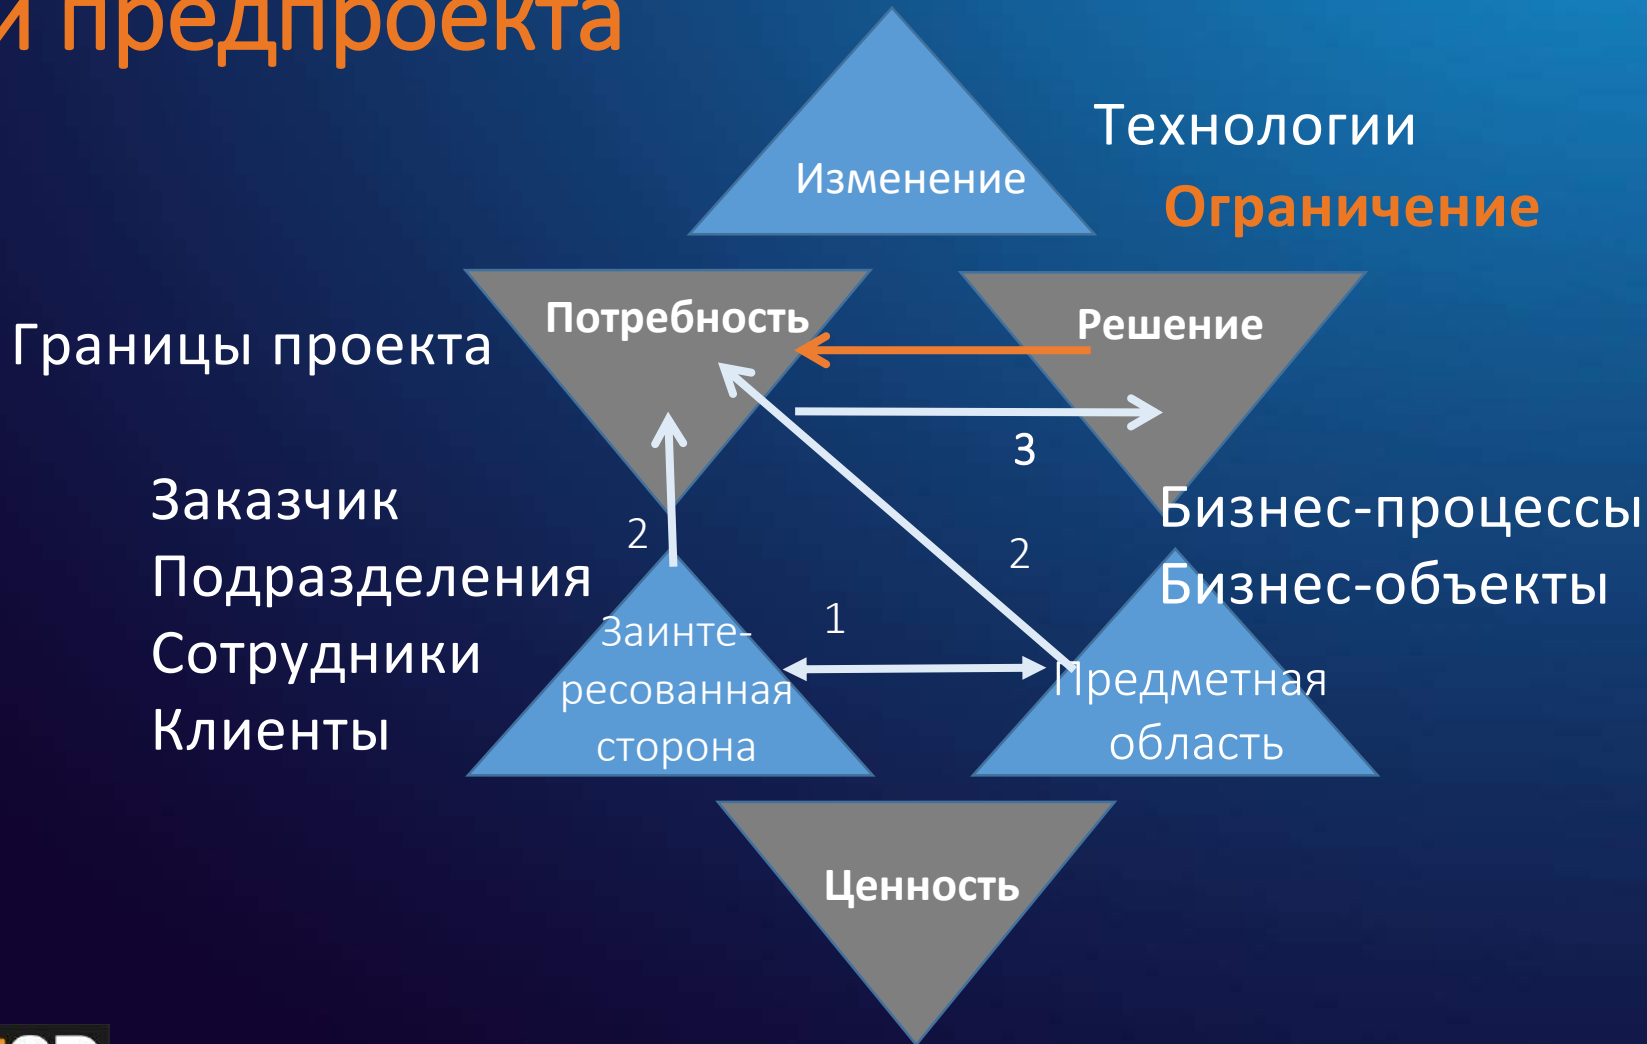 и предпроекта
Изменение
Технологии
Ограничение
Потребность
Решение
Границы проекта
3
Заказчик
Подразделения
Сотрудники
Клиенты
2
2
1
Бизнес-процессы
Бизнес-объекты
Заинте-
ресованная
сторона
Предметная
область
Ценность